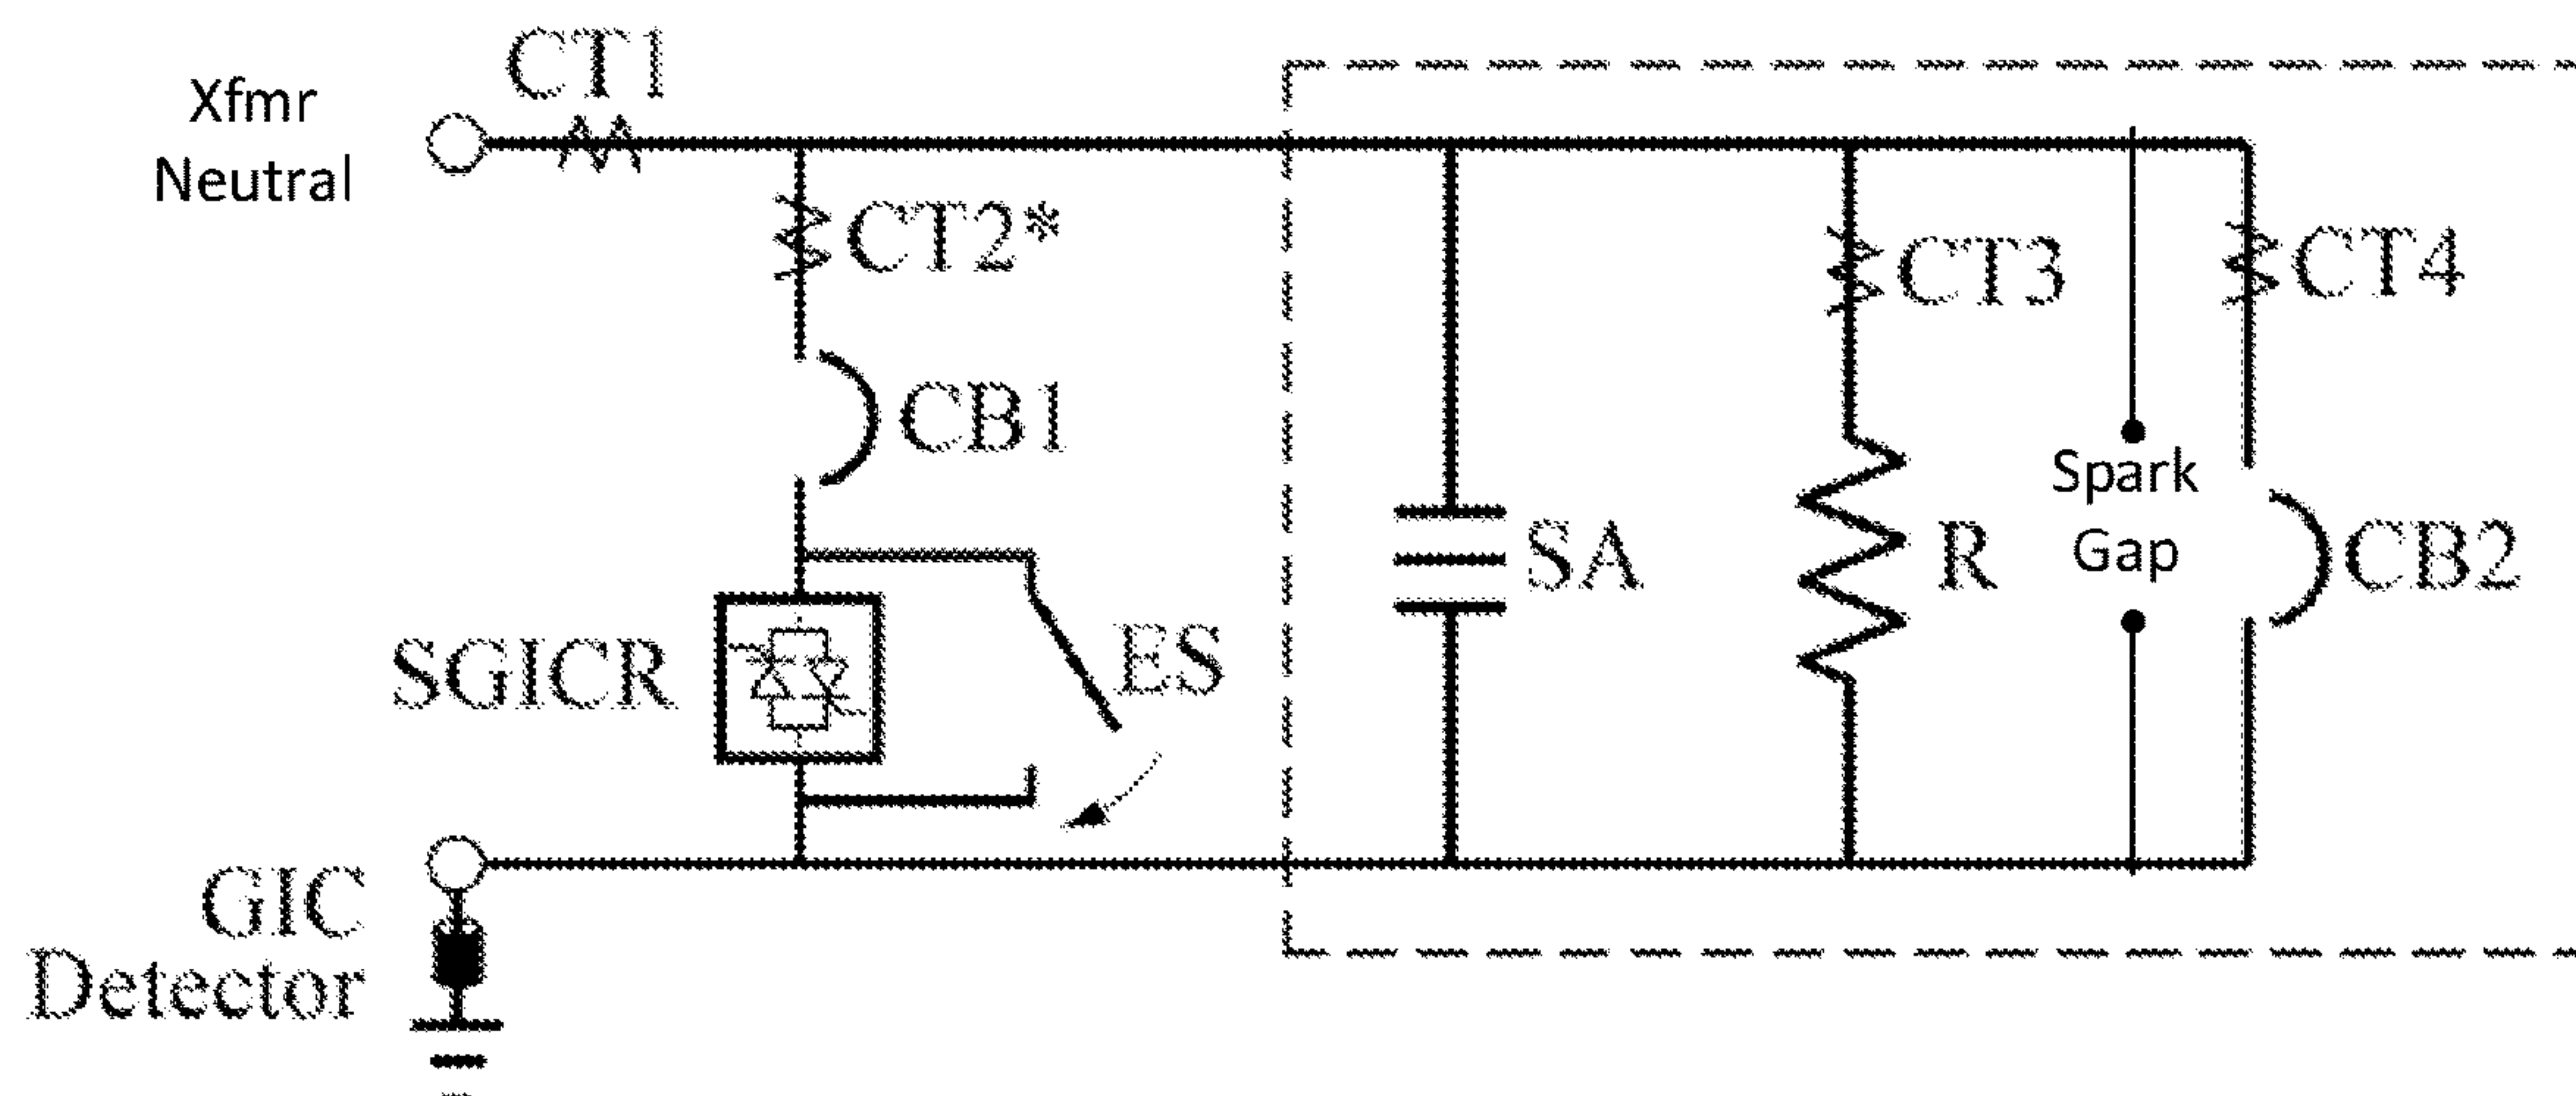 CT1
Xfmr
Neutral
CT2*
CT3
CT4
CB1
Spark
Gap
SA
R
CB2
SGICR
ES
GIC
Detector